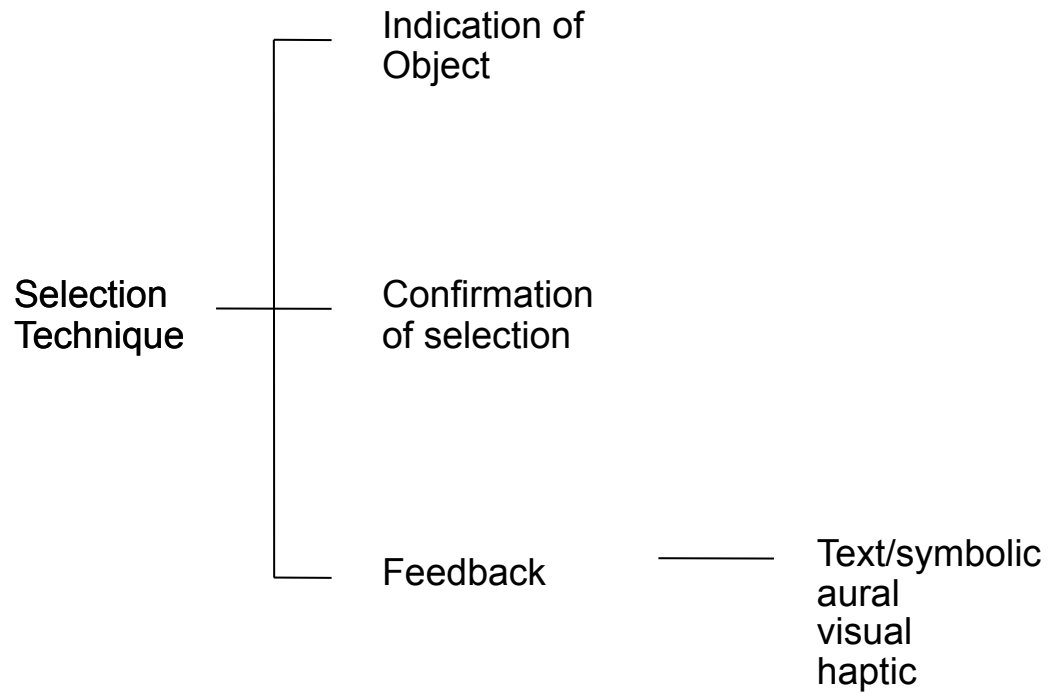 Indication of
Object
Selection
Technique
Confirmation
of selection
Feedback
Text/symbolic
aural
visual
haptic